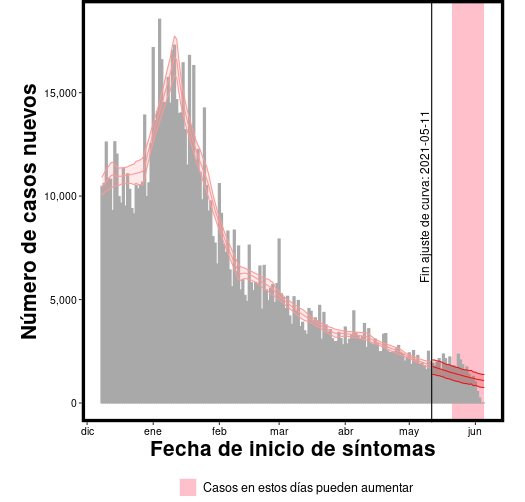 Número de casos nuevos
15,000
10,000
5,000
0
Fin ajuste de curva: 2021-05-11
dic ene feb mar abr may jun
Fecha de inicio de síntomas
Casos en estos días pueden aumentar